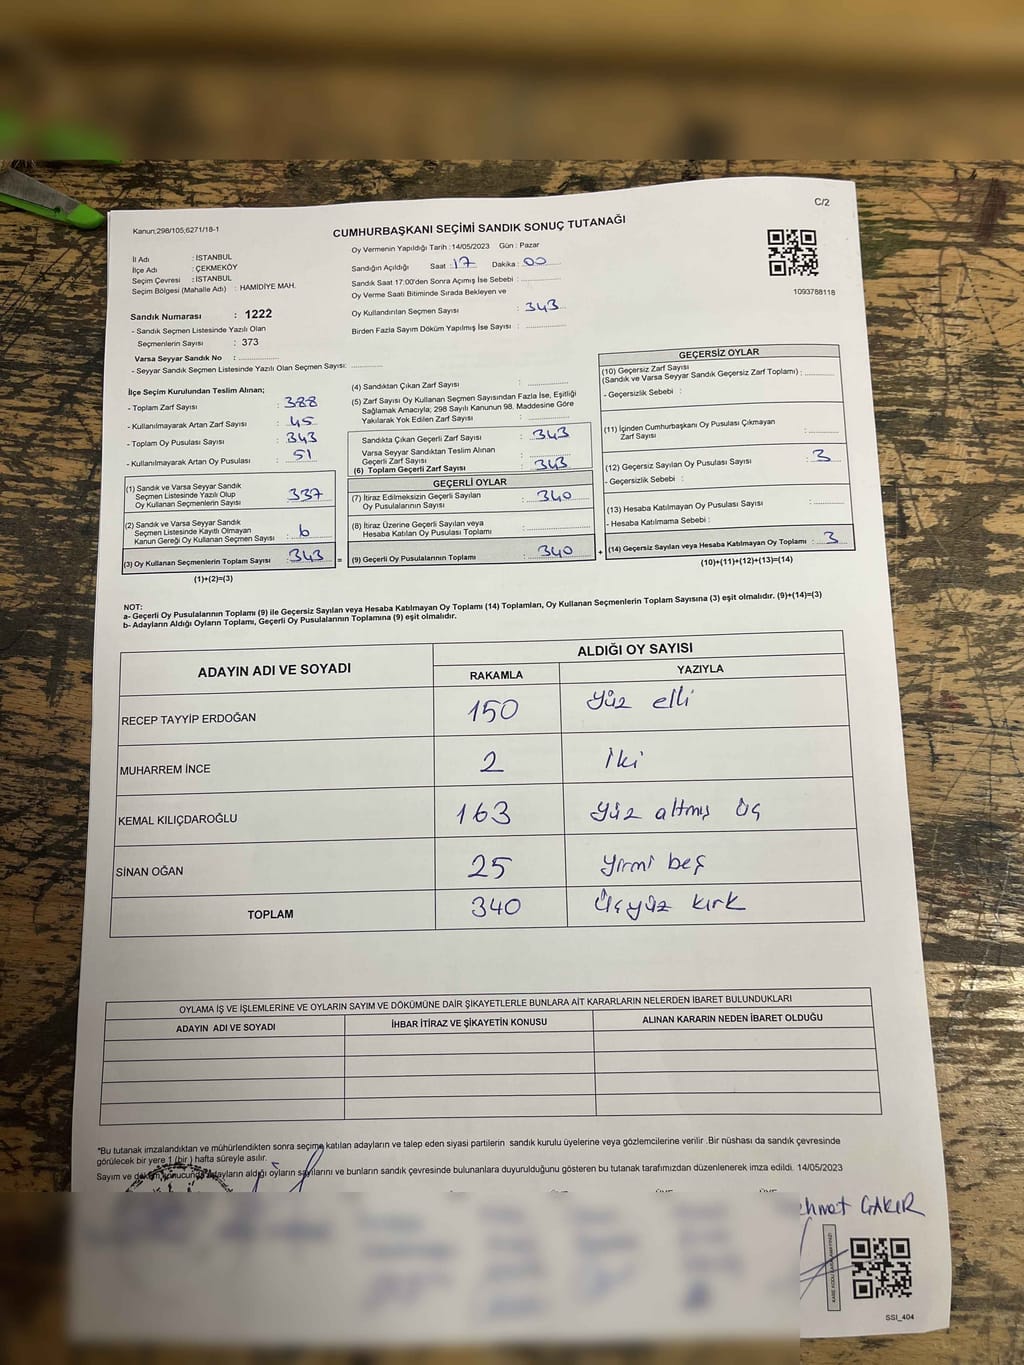 C/2
Kanun;298/105,6271/18-1
CUMHURBAŞKANI SEÇİMİ SANDIK SONUÇ TUTANAĞI
Oy Vermenin Yapıldığı Tarih :14/05/2023 Gün : Pazar
İl Adı : İSTANBUL
İlçe Adı : ÇEKMEKÖY
Seçim Çevresi : İSTANBUL
Seçim Bölgesi (Mahalle Adı) : HAMİDİYE MAH.
Sandığın Açıldığı Saat : 17 Dakika : 00
Sandık Saat 17:00'den Sonra Açımış İse Sebebi :
Oy Verme Saati Bitiminde Sırada Bekleyen ve
Oy Kullandırılan Seçmen Sayısı : 343
Birden Fazla Sayım Döküm Yapılmış İse Sayısı :
1093788118
Sandık Numarası : 1222
- Sandık Seçmen Listesinde Yazılı Olan
Seçmenlerin Sayısı : 373
Varsa Seyyar Sandık No :
- Seyyar Sandık Seçmen Listesinde Yazılı Olan Seçmen Sayısı:
İlçe Seçim Kurulundan Teslim Alınan;
- Toplam Zarf Sayısı : 388
- Kullanılmayarak Artan Zarf Sayısı : 45
- Toplam Oy Pusulası Sayısı : 343
- Kullanılmayarak Artan Oy Pusulası : 51
(1) Sandık ve Varsa Seyyar Sandık
Seçmen Listesinde Yazılı Olup
Oy Kullanan Seçmenlerin Sayısı : 337
(2) Sandık ve Varsa Seyyar Sandık
Seçmen Listesinde Kayıtlı Olmayan
Kanun Gereği Oy Kullanan Seçmen Sayısı : 6
(3) Oy Kullanan Seçmenlerin Toplam Sayısı : 343 =
(1)+(2)=(3)
(4) Sandıktan Çıkan Zarf Sayısı :
(5) Zarf Sayısı Oy Kullanan Seçmen Sayısından Fazla İse, Eşitliği
Sağlamak Amacıyla; 298 Sayılı Kanunun 98. Maddesine Göre
Yakılarak Yok Edilen Zarf Sayısı :
Sandıkta Çıkan Geçerli Zarf Sayısı : 343
Varsa Seyyar Sandıktan Teslim Alınan
Geçerli Zarf Sayısı :
(6) Toplam Geçerli Zarf Sayısı : 343
GEÇERLİ OYLAR
(7) İtiraz Edilmeksizin Geçerli Sayılan
Oy Pusulalarının Sayısı : 340
(8) İtiraz Üzerine Geçerli Sayılan veya
Hesaba Katılan Oy Pusulası Toplamı :
(9) Geçerli Oy Pusulalarının Toplamı : 340 +
GEÇERSİZ OYLAR
(10) Geçersiz Zarf Sayısı
(Sandık ve Varsa Seyyar Sandık Geçersiz Zarf Toplamı) :
- Geçersizlik Sebebi :
(11) İçinden Cumhurbaşkanı Oy Pusulası Çıkmayan
Zarf Sayısı :
(12) Geçersiz Sayılan Oy Pusulası Sayısı : 3
- Geçersizlik Sebebi :
(13) Hesaba Katılmayan Oy Pusulası Sayısı :
- Hesaba Katılmama Sebebi :
(14) Geçersiz Sayılan veya Hesaba Katılmayan Oy Toplamı : 3
(10)+(11)+(12)+(13)=(14)
NOT:
a- Geçerli Oy Pusulalarının Toplamı (9) ile Geçersiz Sayılan veya Hesaba Katılmayan Oy Toplamı (14) Toplamları, Oy Kullanan Seçmenlerin Toplam Sayısına (3) eşit olmalıdır. (9)+(14)=(3)
b- Adayların Aldığı Oyların Toplamı, Geçerli Oy Pusulalarının Toplamına (9) eşit olmalıdır.
ADAYIN ADI VE SOYADI ALDIĞI OY SAYISI
RAKAMLA YAZIYLA
RECEP TAYYİP ERDOĞAN 150 Yüz elli
MUHARREM İNCE 2 İki
KEMAL KILIÇDAROĞLU 163 Yüz altmış üç
SİNAN OĞAN 25 Yirmi beş
TOPLAM 340 Üçyüz kırk
OYLAMA İŞ VE İŞLEMLERİNE VE OYLARIN SAYIM VE DÖKÜMÜNE DAİR ŞİKAYETLERLE BUNLARA AİT KARARLARIN NELERDEN İBARET BULUNDUKLARI
ADAYIN ADI VE SOYADI İHBAR İTİRAZ VE ŞİKAYETİN KONUSU ALINAN KARARIN NEDEN İBARET OLDUĞU
*Bu tutanak imzalandıktan ve mühürlendikten sonra seçime katılan adayların ve talep eden siyasi partilerin sandık kurulu üyelerine veya gözlemcilerine verilir .Bir nüshası da sandık çevresinde
görülecek bir yere 1 (bir ) hafta süreyle asılır.
Sayım ve döküm sonucunda adayların aldığı oyların sayılarını ve bunların sandık çevresinde bulunanlara duyurulduğunu gösteren bu tutanak tarafımızdan düzenlenerek imza edildi. 14/05/2023
ehmet ÇAKIR
SSI_404